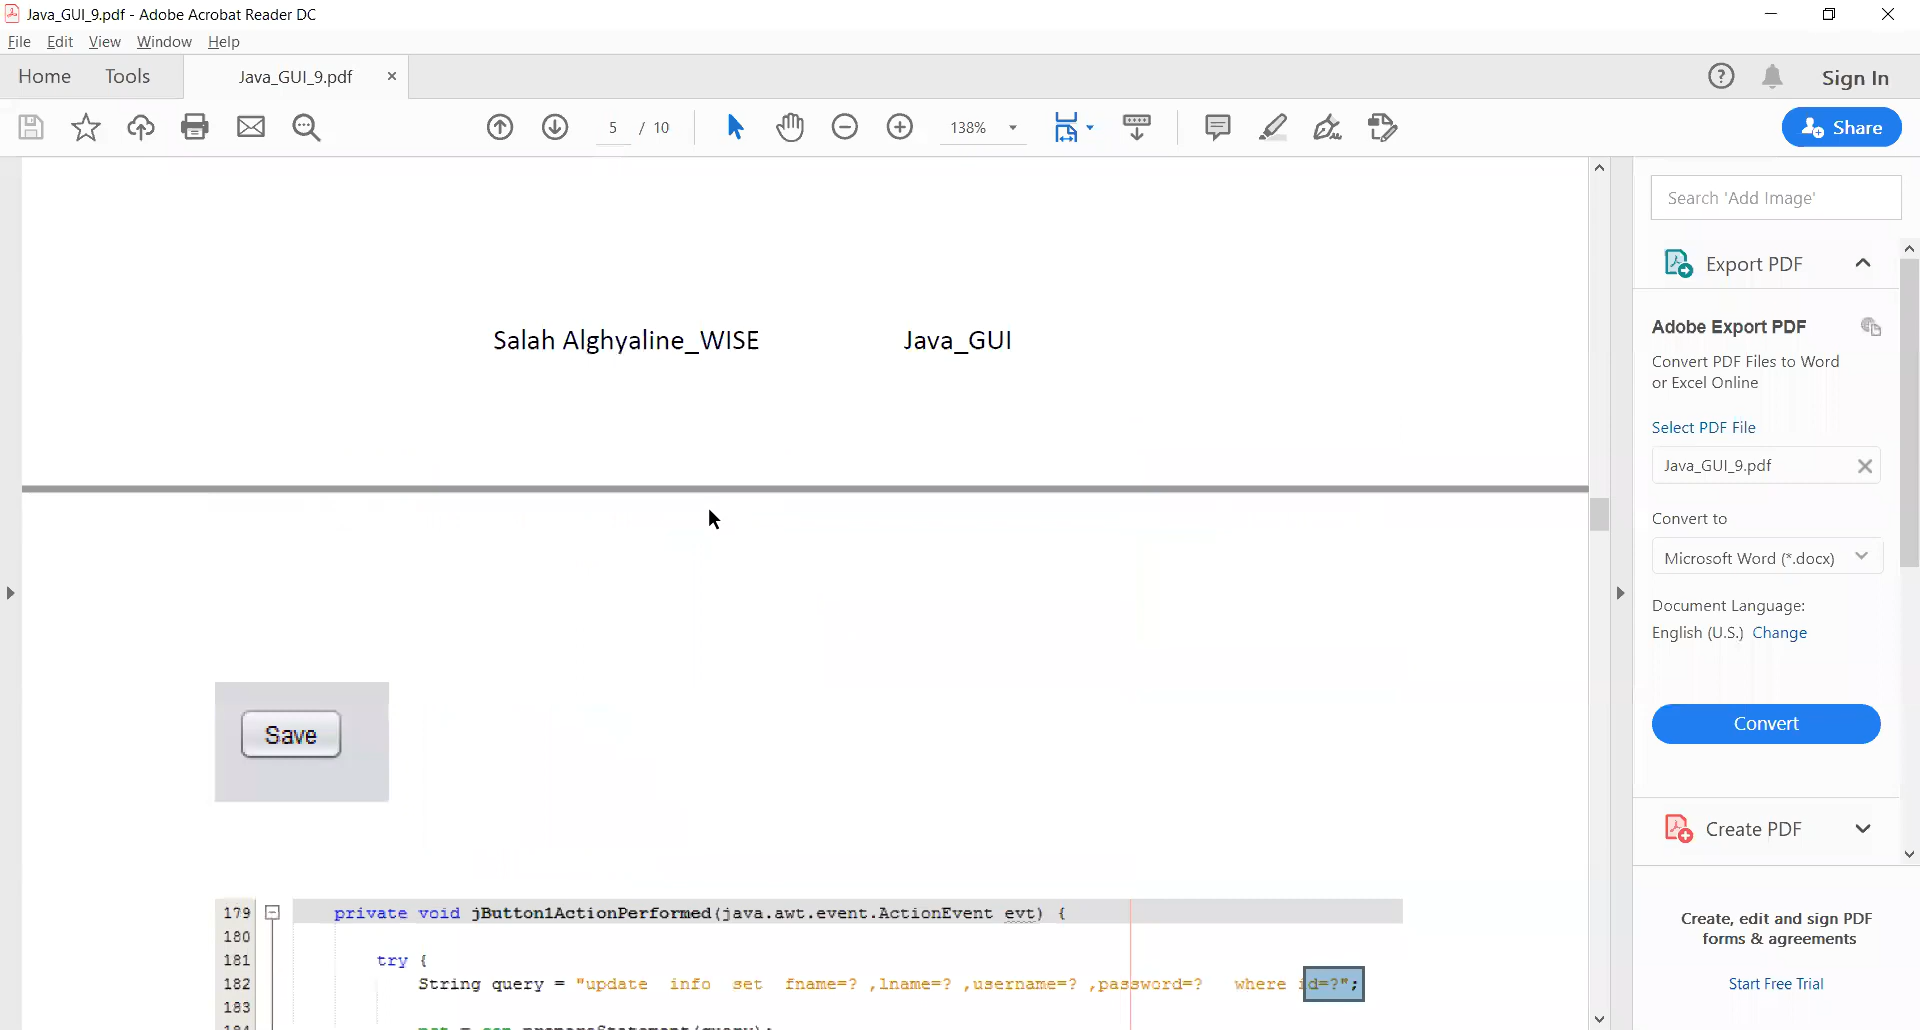 Java_GUI_9.pdf - Adobe Acrobat Reader DC
File Edit View Window Help
Home Tools Java_GUI_9.pdf × Sign In
5 / 10 138% Share
Search 'Add Image'
Export PDF
Adobe Export PDF
Convert PDF Files to Word
or Excel Online
Select PDF File
Java_GUI_9.pdf
Convert to
Microsoft Word (*.docx)
Document Language:
English (U.S.) Change
Convert
Create PDF
Create, edit and sign PDF
forms & agreements
Start Free Trial
Salah Alghyaline_WISE Java_GUI
Save
179 private void jButton1ActionPerformed(java.awt.event.ActionEvent evt) {
180
181 try {
182 String query = "update info set fname=? ,lname=? ,username=? ,password=? where id=?";
183